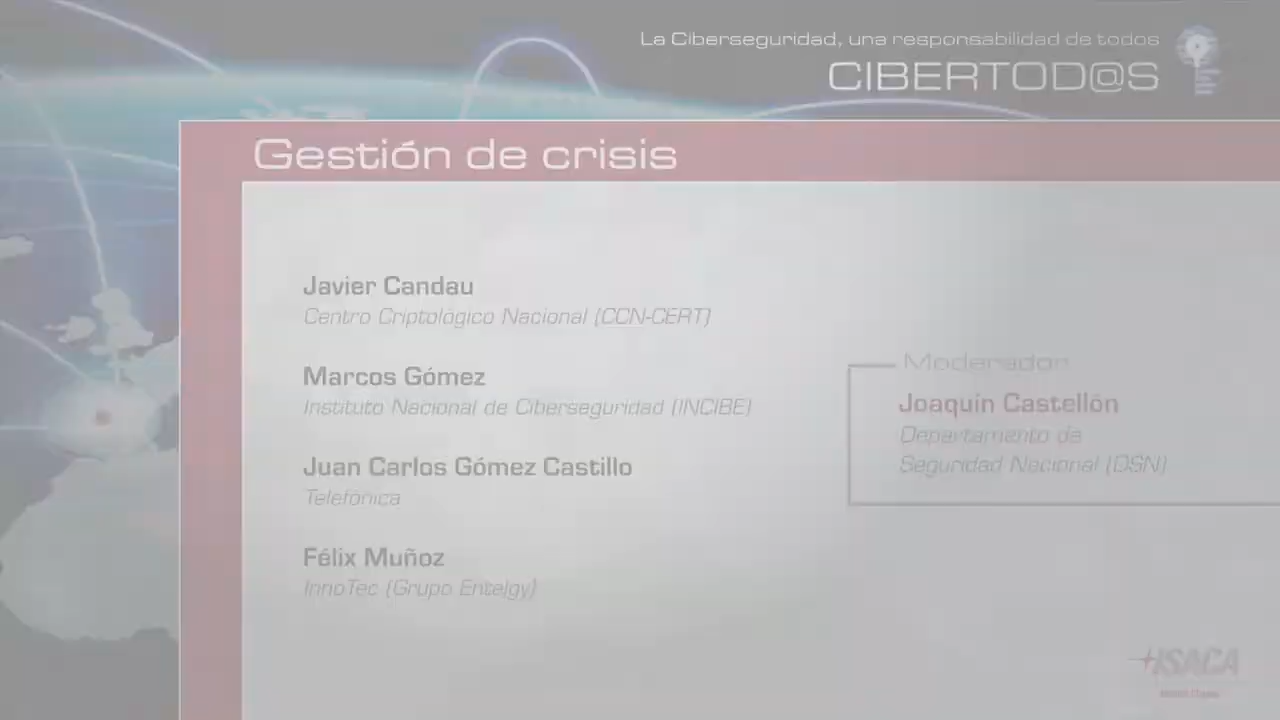 La Ciberseguridad, una responsabilidad de todos
CIBERTOD@S
Gestión de crisis
Javier Candau
Centro Criptológico Nacional (CCN-CERT)
Marcos Gómez
Instituto Nacional de Ciberseguridad (INCIBE)
Juan Carlos Gómez Castillo
Telefónica
Félix Muñoz
InnoTec (Grupo Entelgy)
Moderador
Joaquín Castellón
Departamento de
Seguridad Nacional (DSN)
ISACA